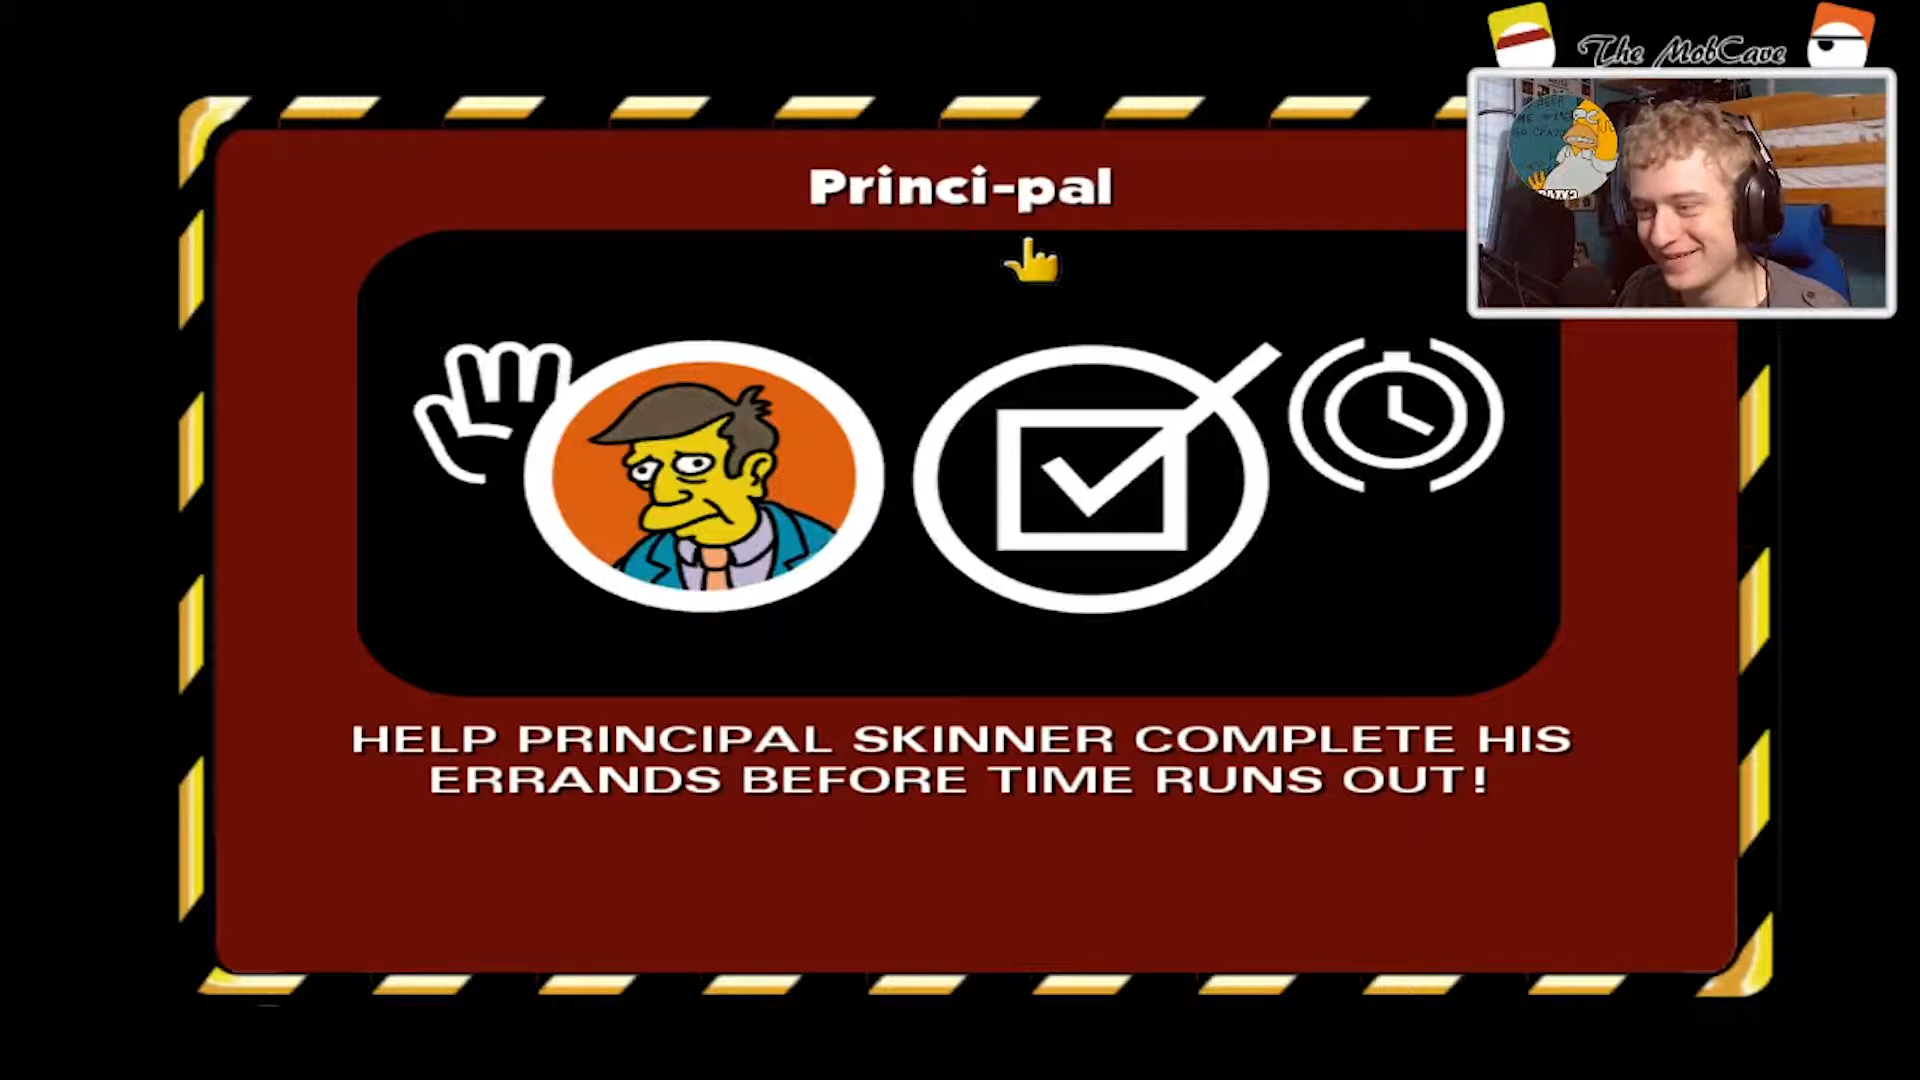 The MobCave
Princi-pal
HELP PRINCIPAL SKINNER COMPLETE HIS
ERRANDS BEFORE TIME RUNS OUT!